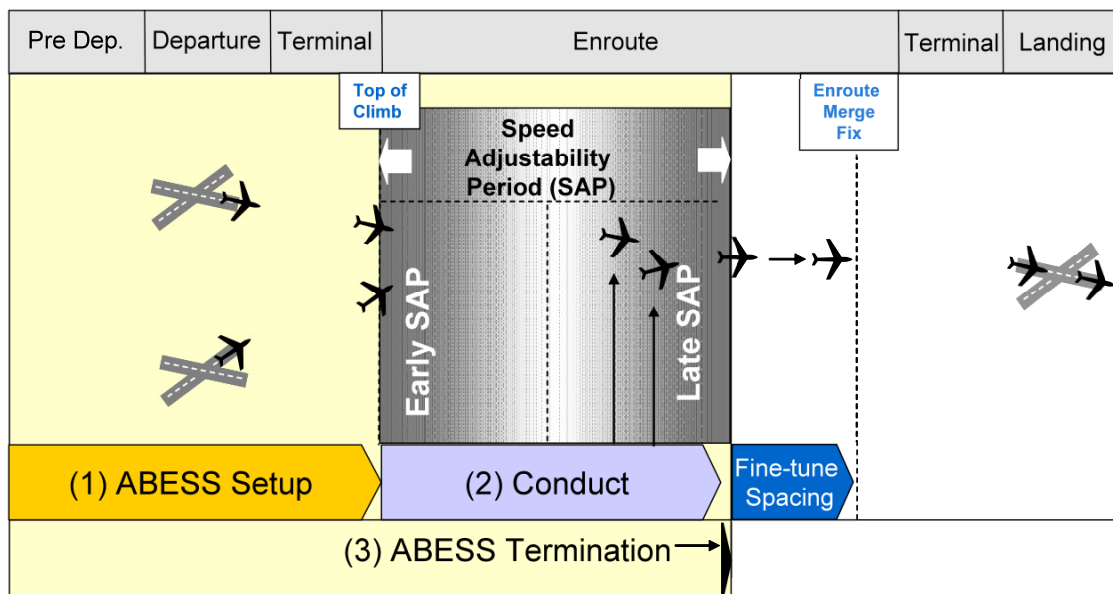 Pre Dep.
Departure
Terminal
Enroute
Terminal
Landing
Top of
Climb
Enroute
Merge
Fix
Speed
Adjustability
Period (SAP)
Early SAP
Late SAP
(1) ABESS Setup
(2) Conduct
Fine-tune
Spacing
(3) ABESS Termination